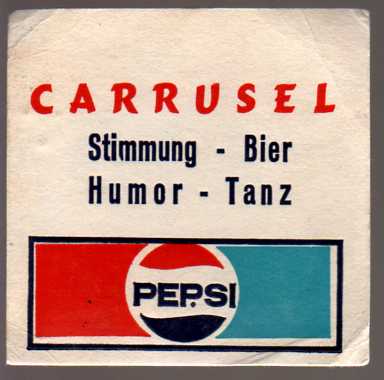 CARRUSEL
Stimmung - Bier
Humor - Tanz
PEPSI